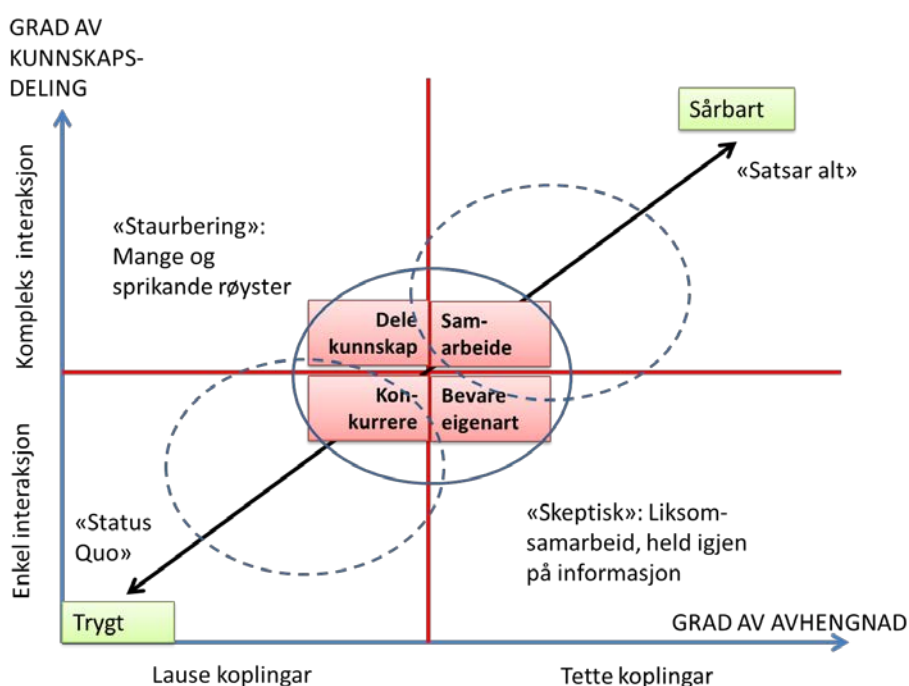 GRAD AV
KUNNSKAPS-
DELING
Sårbart
«Satsar alt»
Kompleks interaksjon
«Staurbering»:
Mange og
sprikande røyster
Dele
kunnskap
Sam-
arbeide
Kon-
kurrere
Bevare
eigenart
Enkel interaksjon
«Status
Quo»
«Skeptisk»: Liksom-
samarbeid, held igjen
på informasjon
Trygt
GRAD AV AVHENGNAD
Lause koplingar
Tette koplingar